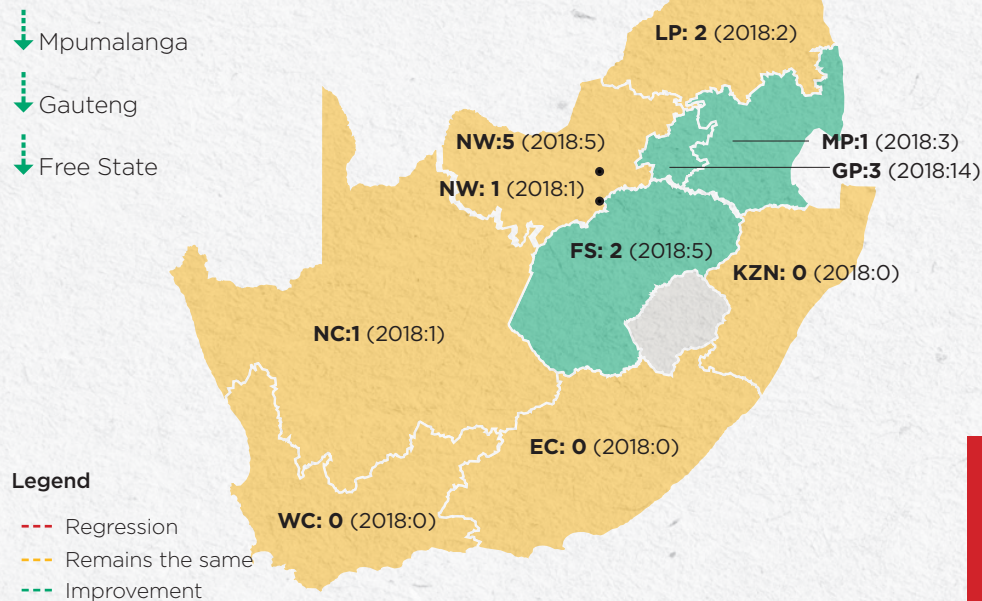 Mpumalanga
Gauteng
Free State
LP: 2 (2018:2)
NW:5 (2018:5)
MP:1 (2018:3)
GP:3 (2018:14)
NW: 1 (2018:1)
FS: 2 (2018:5)
KZN: 0 (2018:0)
NC:1 (2018:1)
EC: 0 (2018:0)
WC: 0 (2018:0)
Legend
Regression
Remains the same
Improvement